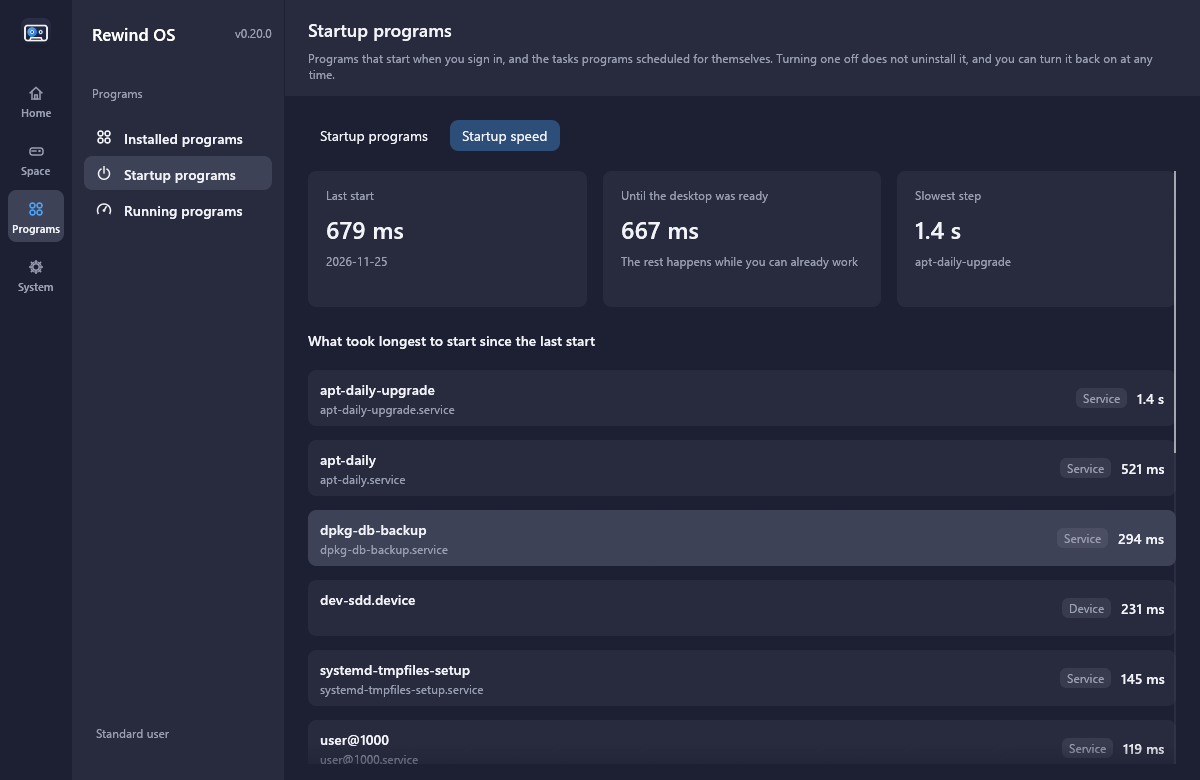 Rewind OS
v0.20.0
Home
Space
Programs
System
Programs
Installed programs
Startup programs
Running programs
Standard user
Startup programs
Programs that start when you sign in, and the tasks programs scheduled for themselves. Turning one off does not uninstall it, and you can turn it back on at any
time.
Startup programs
Startup speed
Last start
679 ms
2026-11-25
Until the desktop was ready
667 ms
The rest happens while you can already work
Slowest step
1.4 s
apt-daily-upgrade
What took longest to start since the last start
apt-daily-upgrade
apt-daily-upgrade.service
Service
1.4 s
apt-daily
apt-daily.service
Service
521 ms
dpkg-db-backup
dpkg-db-backup.service
Service
294 ms
dev-sdd.device
Device
231 ms
systemd-tmpfiles-setup
systemd-tmpfiles-setup.service
Service
145 ms
user@1000
user@1000.service
Service
119 ms